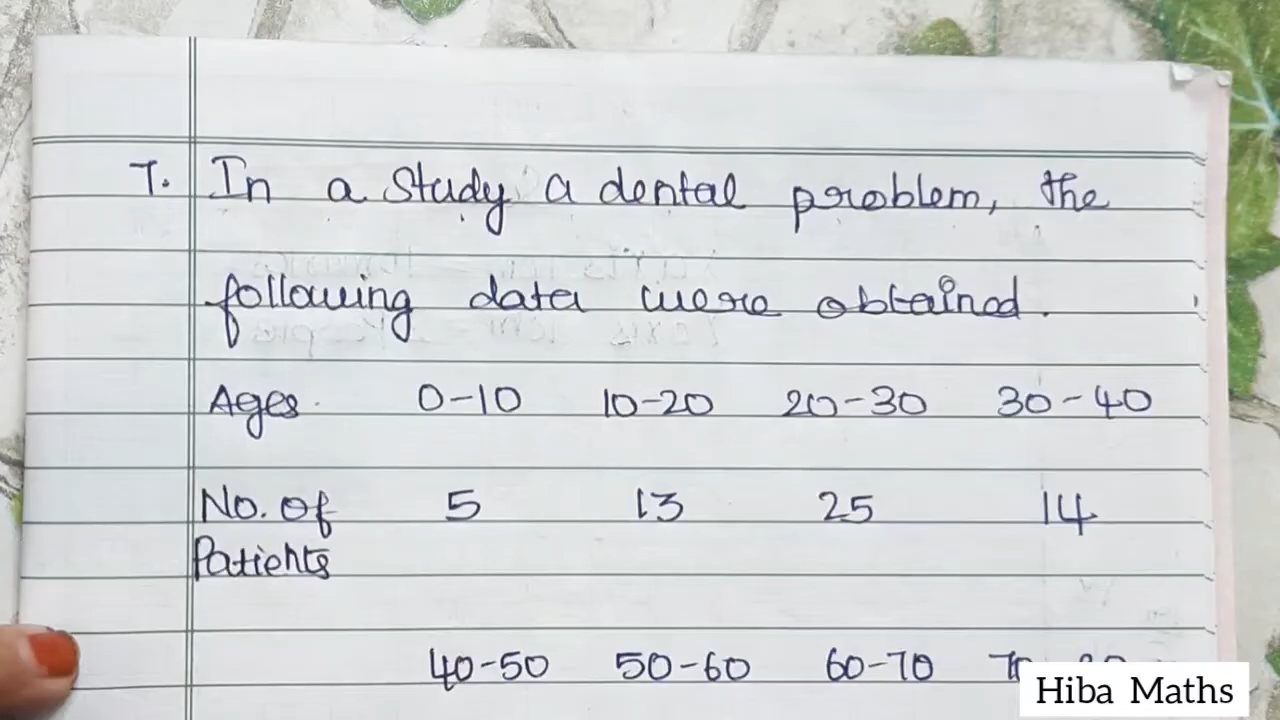 7. In a Study a dental problem, the
following data were obtained.
Ages 0-10 10-20 20-30 30-40
No. of 5 13 25 14
Patients
40-50 50-60 60-70
Hiba Maths